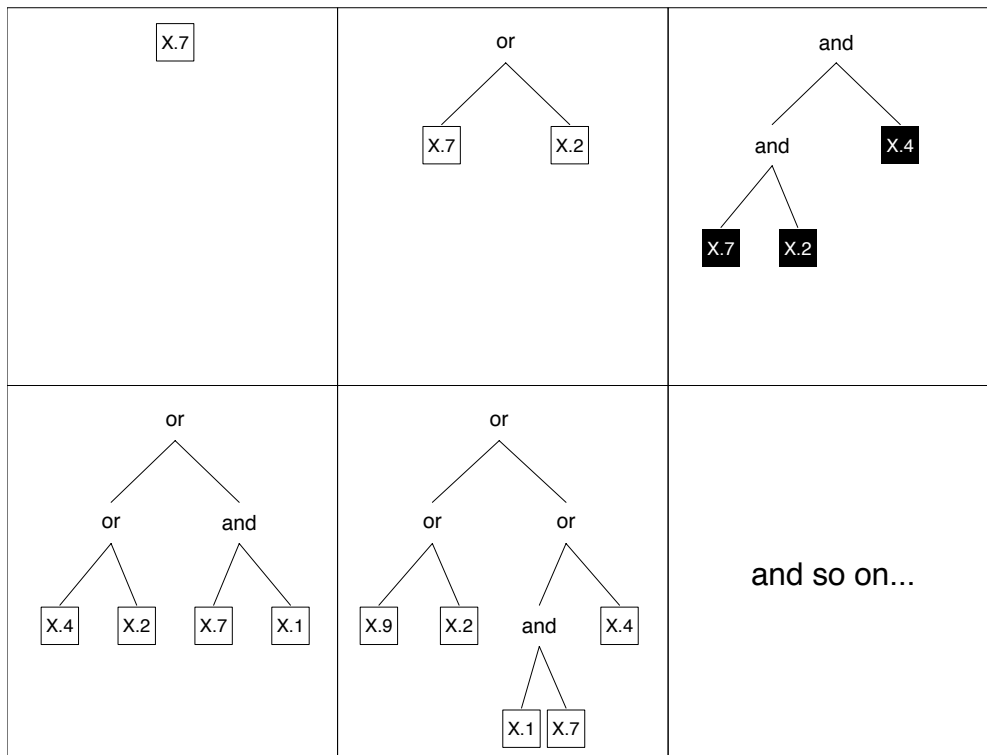 X.7
or
X.7 X.2
and
and X.4
X.7 X.2
or
or and
X.4 X.2 X.7 X.1
or
or or
X.9 X.2 and X.4
X.1 X.7
and so on...